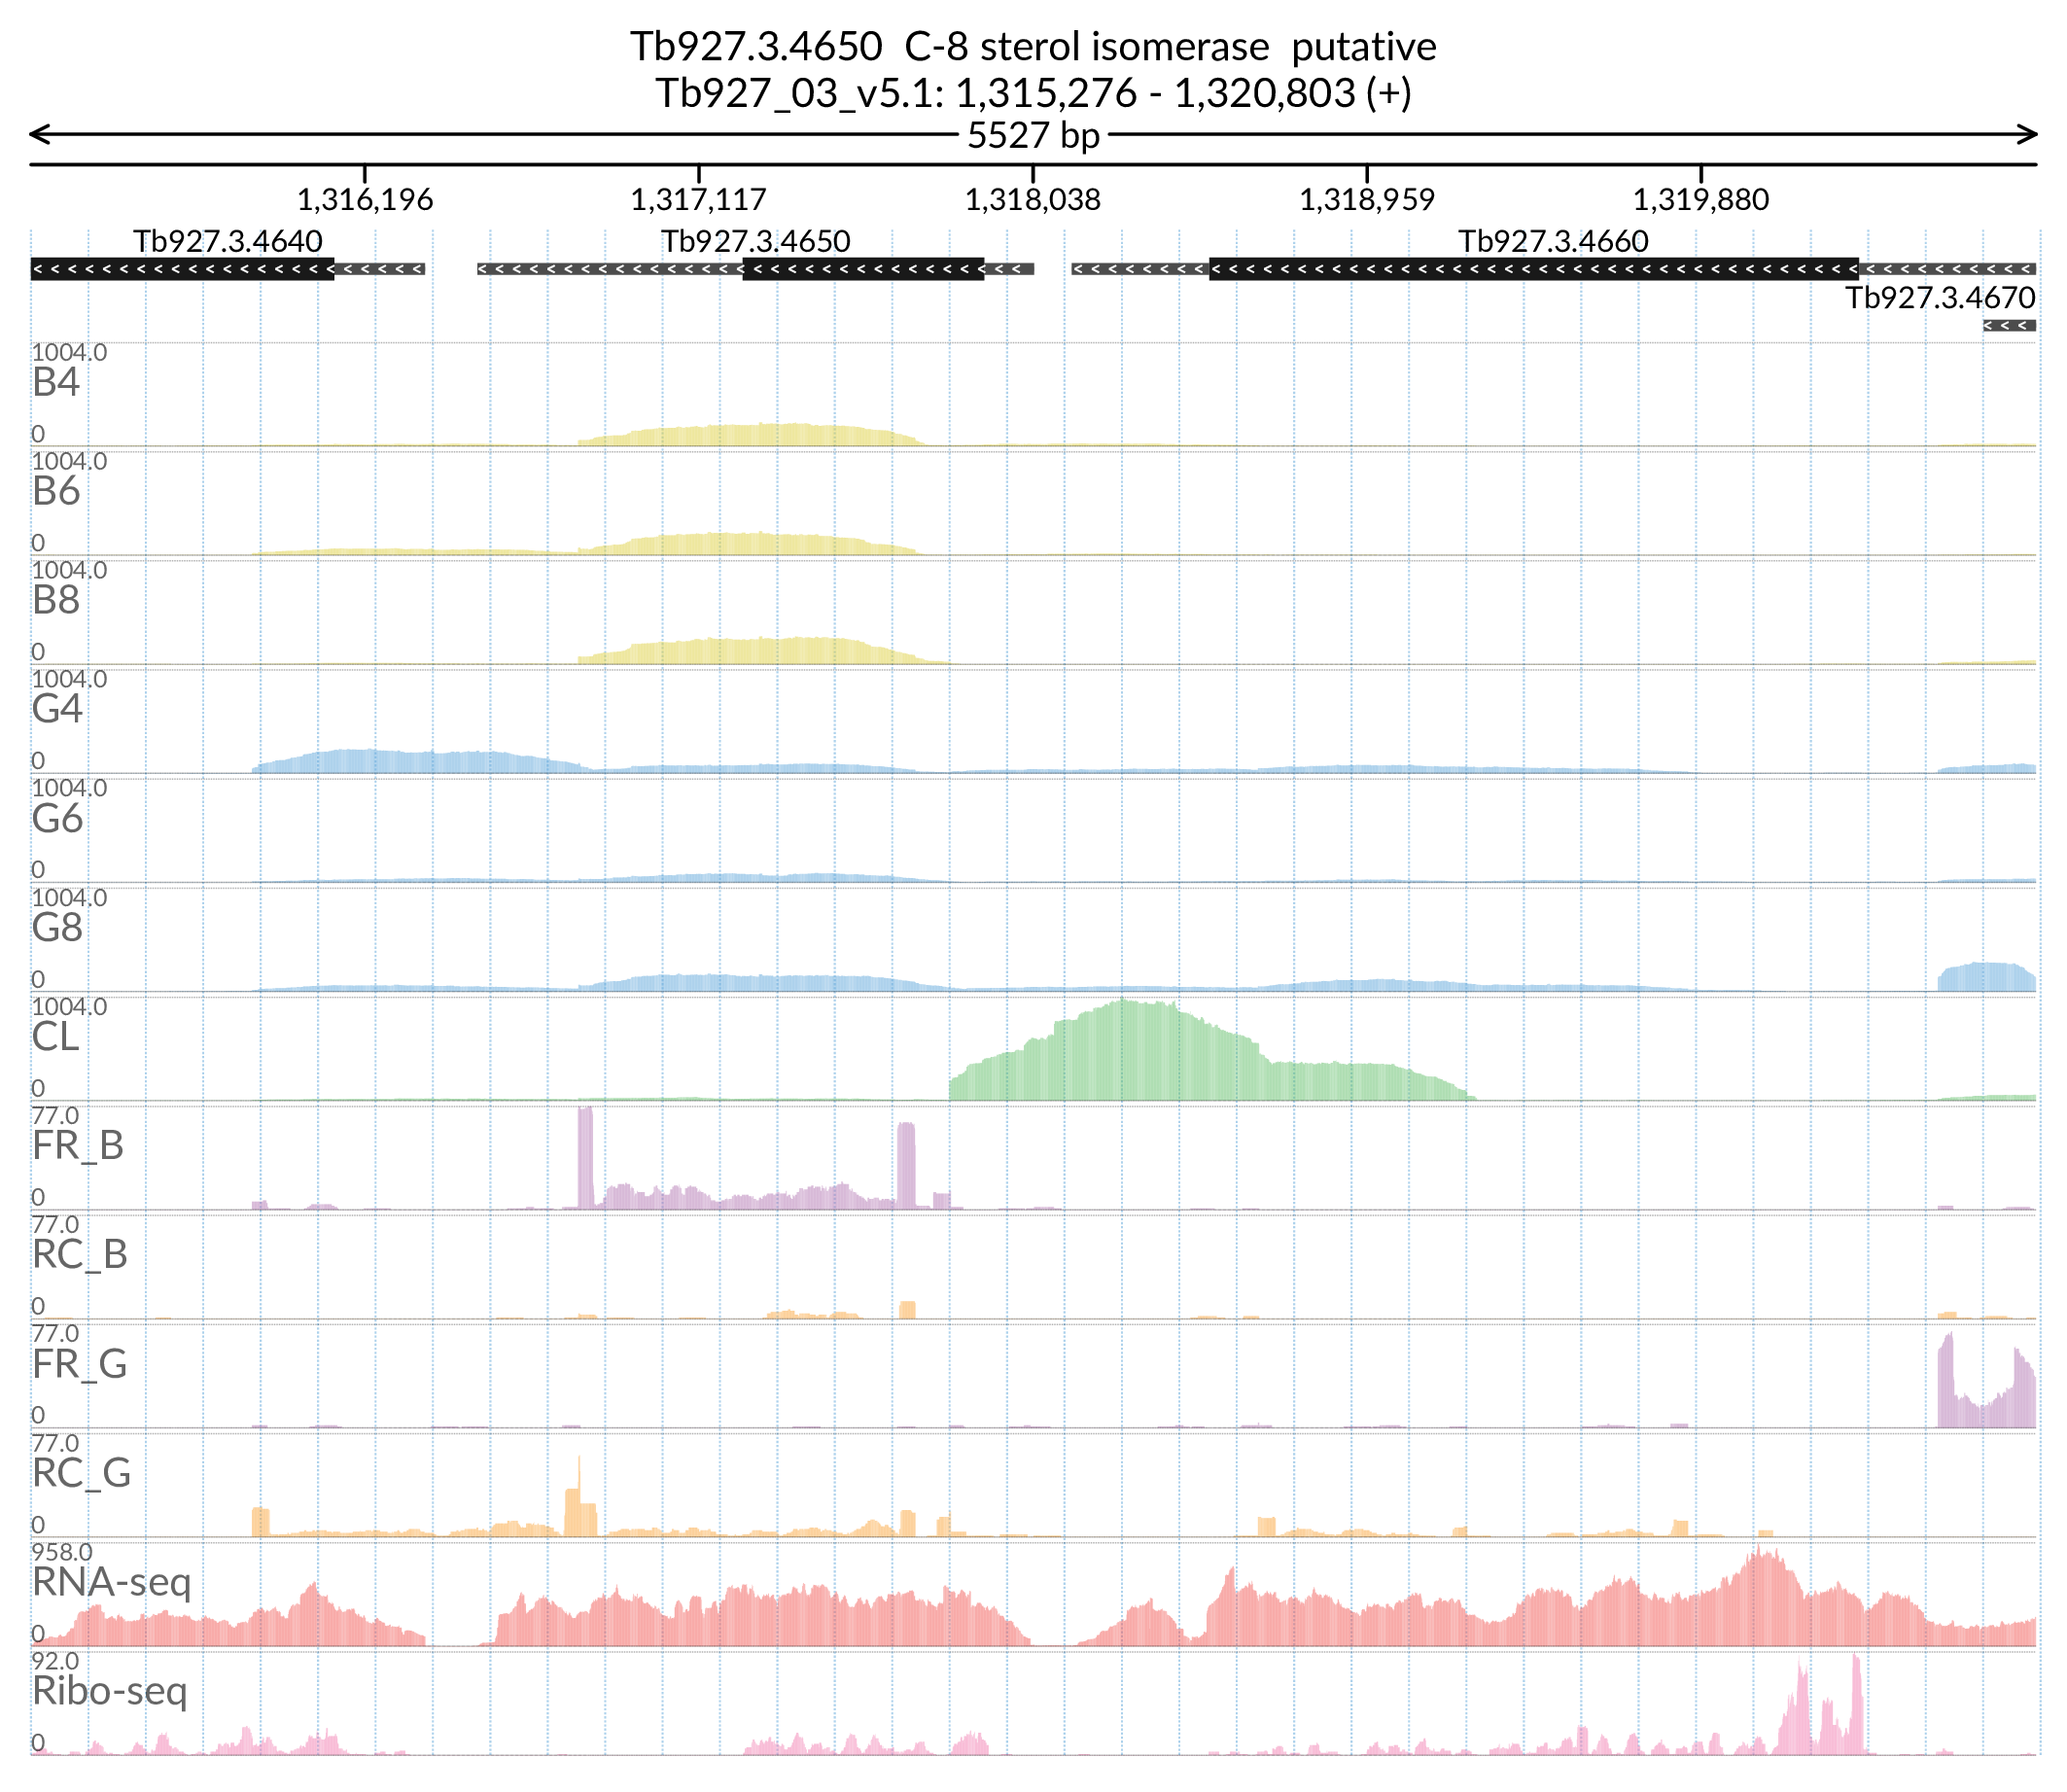 Tb927.3.4650 C-8 sterol isomerase putative
Tb927_03_v5.1: 1,315,276 - 1,320,803 (+)
5527 bp
1,316,196 1,317,117 1,318,038 1,318,959 1,319,880
Tb927.3.4640 Tb927.3.4650 Tb927.3.4660
Tb927.3.4670
1004.0
B4
0
1004.0
B6
0
1004.0
B8
0
1004.0
G4
0
1004.0
G6
0
1004.0
G8
0
1004.0
CL
0
77.0
FR_B
0
77.0
RC_B
0
77.0
FR_G
0
77.0
RC_G
0
958.0
RNA-seq
0
92.0
Ribo-seq
0